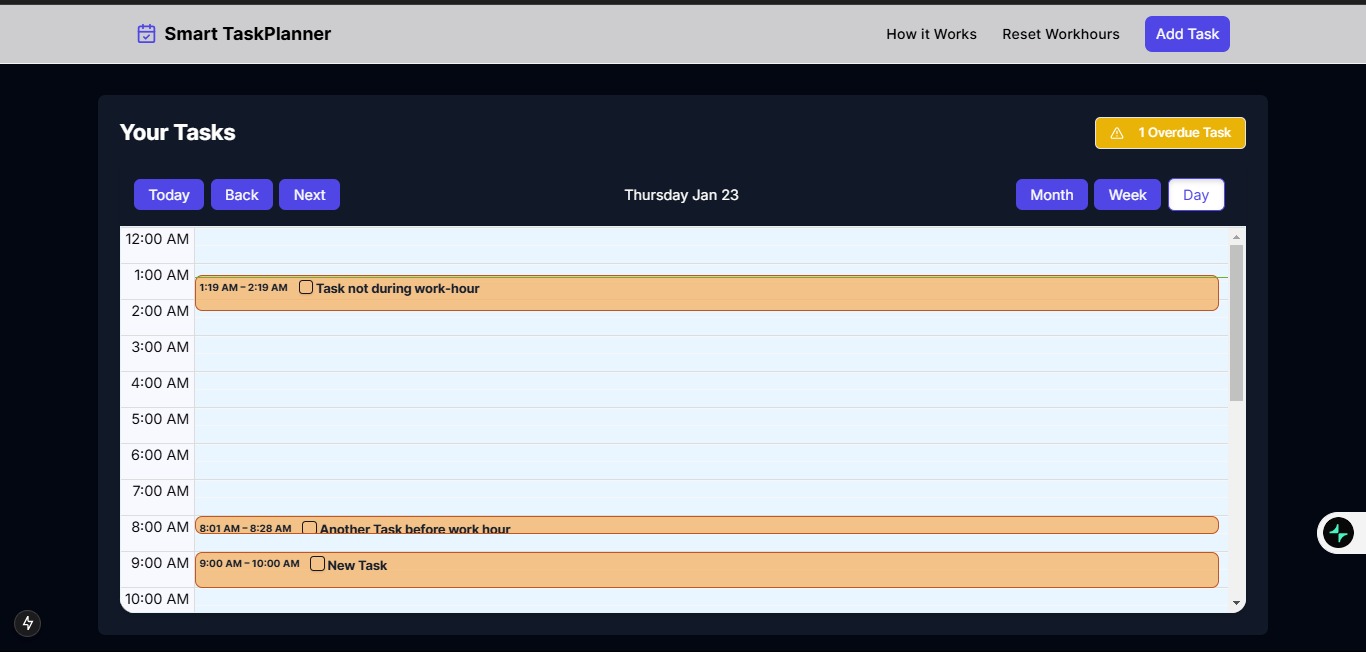 Smart TaskPlanner
How it Works
Reset Workhours
Add Task
Your Tasks
1 Overdue Task
Today
Back
Next
Thursday Jan 23
Month
Week
Day
12:00 AM
1:00 AM
1:19 AM – 2:19 AM
Task not during work-hour
2:00 AM
3:00 AM
4:00 AM
5:00 AM
6:00 AM
7:00 AM
8:00 AM
8:01 AM – 8:28 AM
Another Task before work hour
9:00 AM
9:00 AM – 10:00 AM
New Task
10:00 AM